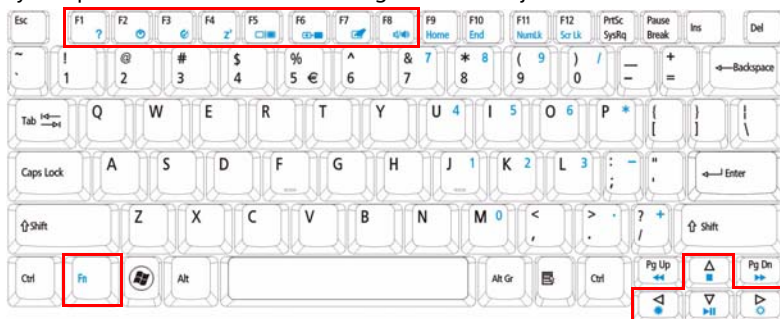 Esc F1 ? F2 F3 F4 z F5 F6 F7 F8 F9 Home F10 End F11 NumLk F12 Scr Lk PrtSc SysRq Pause Break Ins Del
~ ` ! 1 @ 2 # 3 $ 4 % 5 € ^ 6 & 7 7 * 8 8 ( 9 9 ) 0 / _ - + = Backspace
Tab Q W E R T Y U 4 I 5 O 6 P * { [ } ] | \
Caps Lock A S D F G H J 1 K 2 L 3 : ; - " ' Enter
Shift Z X C V B N M 0 < , > . . ? / + Shift
Ctrl Fn Alt Alt Gr Ctrl Pg Up Pg Dn